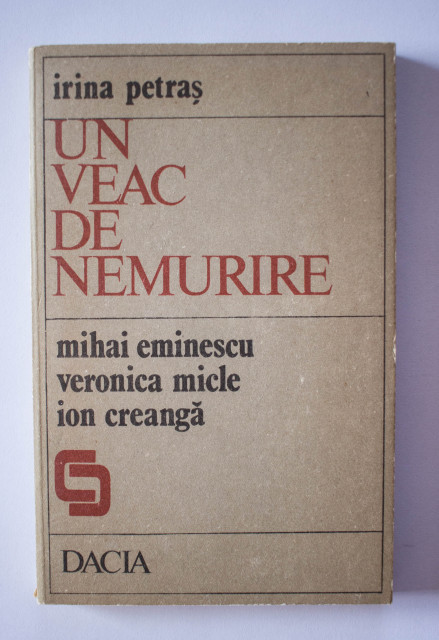 irina petraș
UN
VEAC
DE
NEMURIRE
mihai eminescu
veronica micle
ion creangă
DACIA